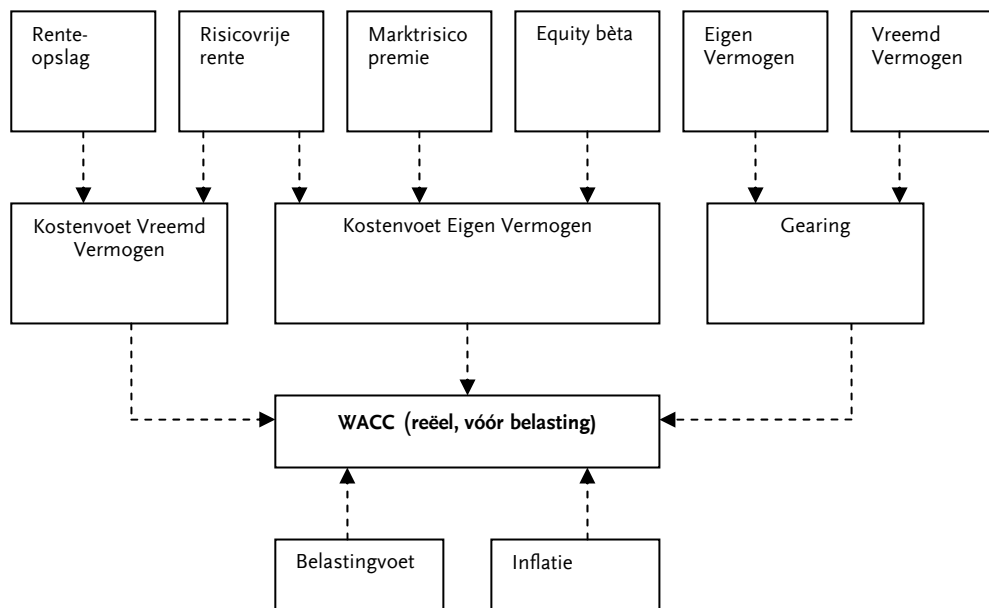 Rente-
opslag
Risicovrije
rente
Marktrisico
premie
Equity bèta
Eigen
Vermogen
Vreemd
Vermogen
Kostenvoet Vreemd
Vermogen
Kostenvoet Eigen Vermogen
Gearing
WACC (reëel, vóór belasting)
Belastingvoet
Inflatie